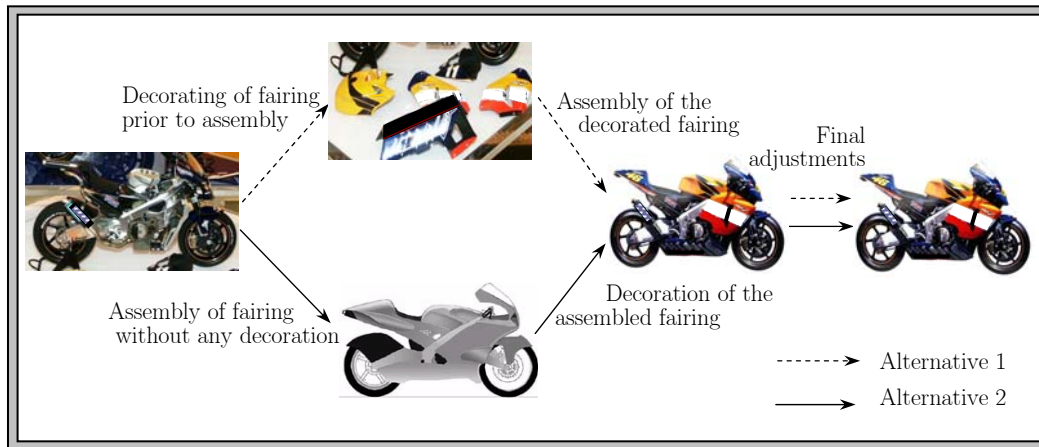 Decorating of fairing
prior to assembly
Assembly of the
decorated fairing
Final
adjustments
Assembly of fairing
without any decoration
Decoration of the
assembled fairing
Alternative 1
Alternative 2